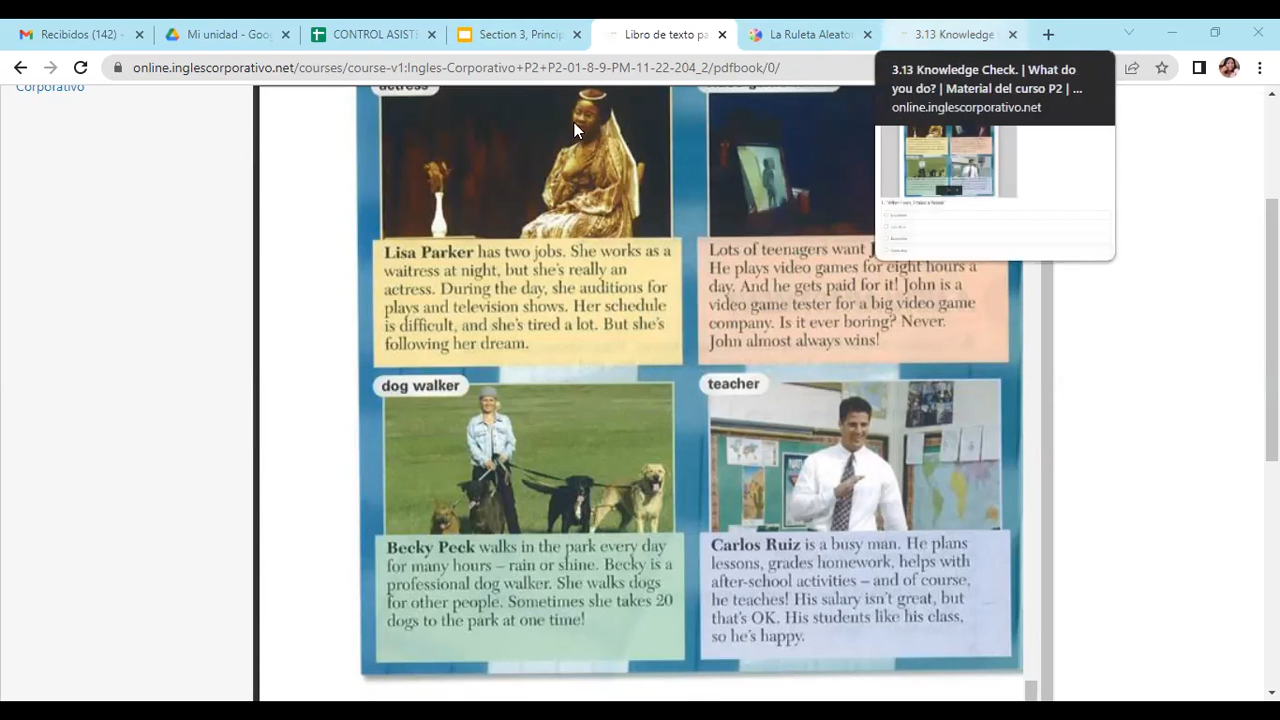 Recibidos (142) -
Mi unidad - Goo
CONTROL ASIST
Section 3, Princip
Libro de texto pa
La Ruleta Aleato
3.13 Knowledge
online.inglescorporativo.net/courses/course-v1:Ingles-Corporativo+P2+P2-01-8-9-PM-11-22-204_2/pdfbook/0/
3.13 Knowledge Check. | What do
you do? | Material del curso P2 | ...
online.inglescorporativo.net
Corporativo
actress
Lisa Parker has two jobs. She works as a
waitress at night, but she's really an
actress. During the day, she auditions for
plays and television shows. Her schedule
is difficult, and she's tired a lot. But she's
following her dream.
Lots of teenagers want
He plays video games for eight hours a
day. And he gets paid for it! John is a
video game tester for a big video game
company. Is it ever boring? Never.
John almost always wins!
dog walker
Becky Peck walks in the park every day
for many hours – rain or shine. Becky is a
professional dog walker. She walks dogs
for other people. Sometimes she takes 20
dogs to the park at one time!
teacher
Carlos Ruiz is a busy man. He plans
lessons, grades homework, helps with
after-school activities – and of course,
he teaches! His salary isn't great, but
that's OK. His students like his class,
so he's happy.